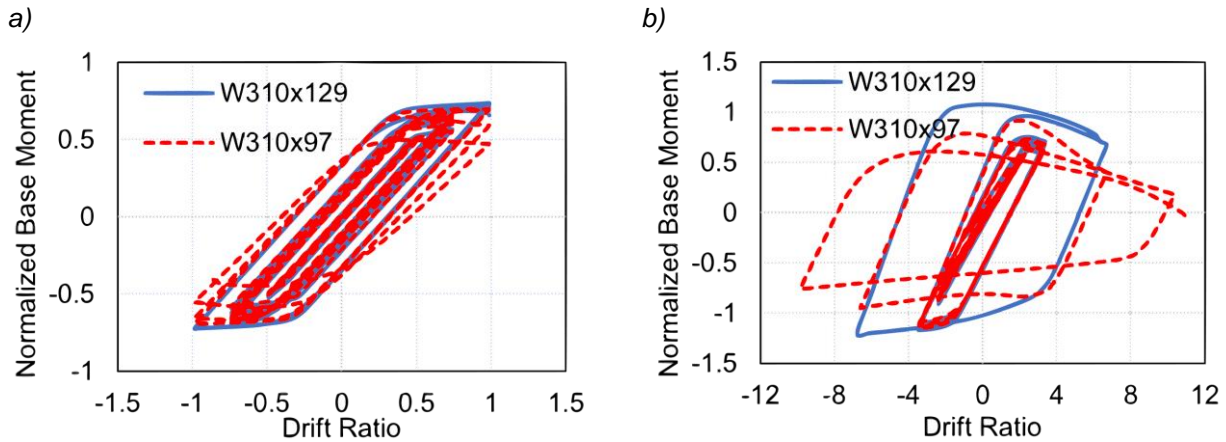 a)
Normalized Base Moment
1
0.5
0
-0.5
-1
W310x129
W310x97
-1.5 -1 -0.5 0 0.5 1 1.5
Drift Ratio
b)
Normalized Base Moment
1.5
1
0.5
0
-0.5
-1
-1.5
W310x129
W310x97
-12 -8 -4 0 4 8 12
Drift Ratio